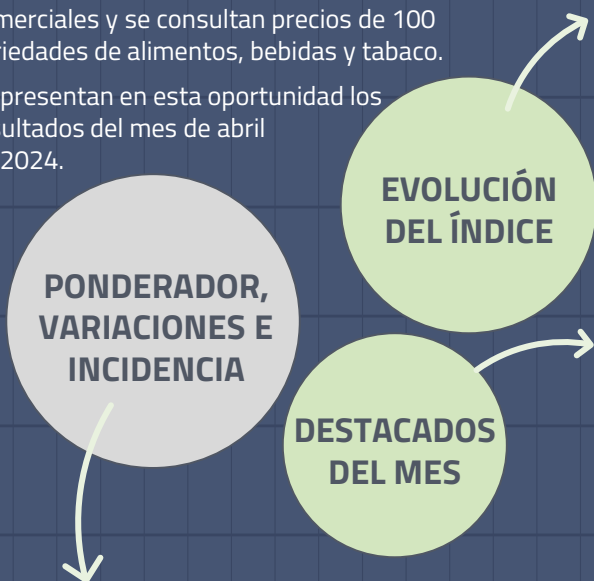 merciales y se consultan precios de 100
iedades de alimentos, bebidas y tabaco.
presentan en esta oportunidad los
ultados del mes de abril
2024.
EVOLUCIÓN
DEL ÍNDICE
PONDERADOR,
VARIACIONES E
INCIDENCIA
DESTACADOS
DEL MES